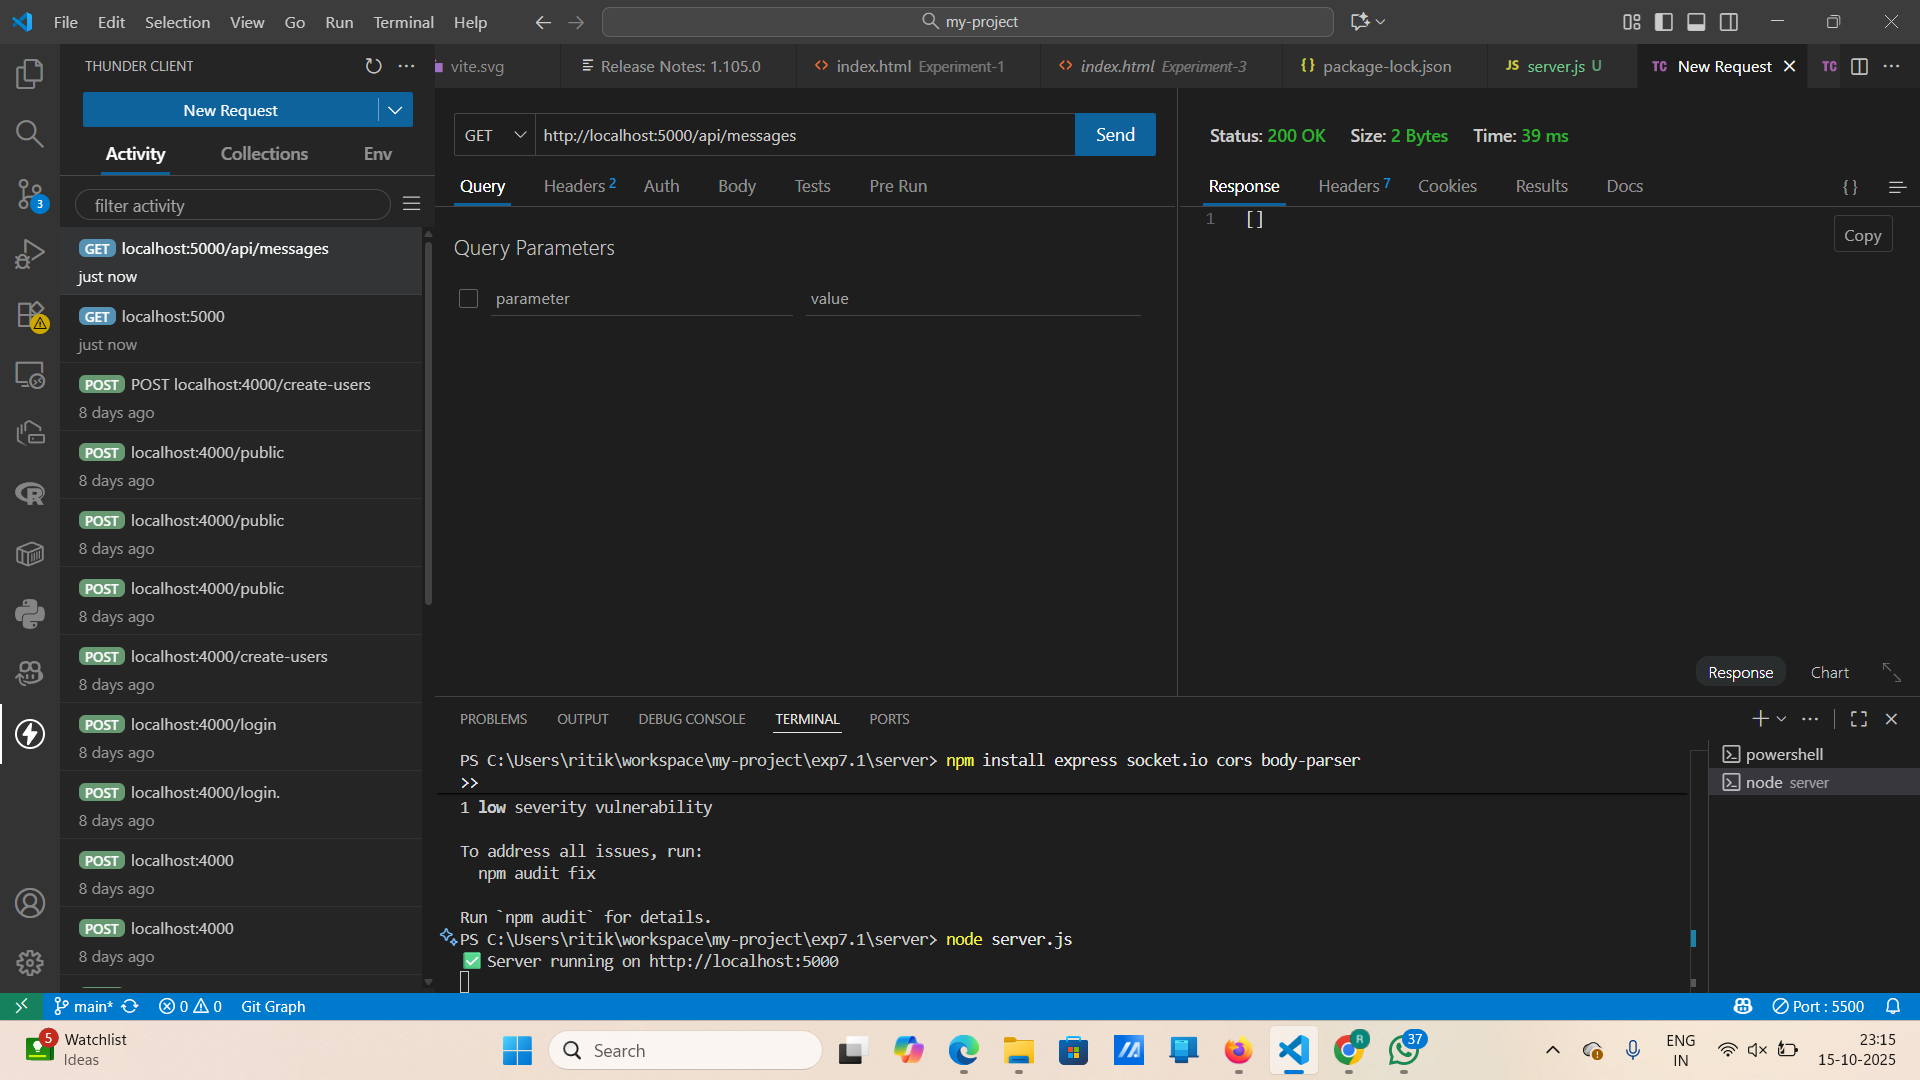 File Edit Selection View Go Run Terminal Help
my-project
THUNDER CLIENT
New Request
Activity Collections Env
filter activity
GET localhost:5000/api/messages
just now
GET localhost:5000
just now
POST POST localhost:4000/create-users
8 days ago
POST localhost:4000/public
8 days ago
POST localhost:4000/public
8 days ago
POST localhost:4000/public
8 days ago
POST localhost:4000/create-users
8 days ago
POST localhost:4000/login
8 days ago
POST localhost:4000/login.
8 days ago
POST localhost:4000
8 days ago
POST localhost:4000
8 days ago
3
vite.svg
Release Notes: 1.105.0
index.html Experiment-1
index.html Experiment-3
{} package-lock.json
JS server.js U
TC New Request
TC
GET http://localhost:5000/api/messages Send
Query Headers 2 Auth Body Tests Pre Run
Query Parameters
parameter value
Status: 200 OK Size: 2 Bytes Time: 39 ms
Response Headers 7 Cookies Results Docs {}
1 []
Copy
Response Chart
PROBLEMS OUTPUT DEBUG CONSOLE TERMINAL PORTS
PS C:\Users\ritik\workspace\my-project\exp7.1\server> npm install express socket.io cors body-parser
>>
1 low severity vulnerability
To address all issues, run:
npm audit fix
Run `npm audit` for details.
PS C:\Users\ritik\workspace\my-project\exp7.1\server> node server.js
✅ Server running on http://localhost:5000
powershell
node server
main* 0 0 Git Graph Port : 5500
5
Watchlist
Ideas
Search
R
37
ENG
IN
23:15
15-10-2025